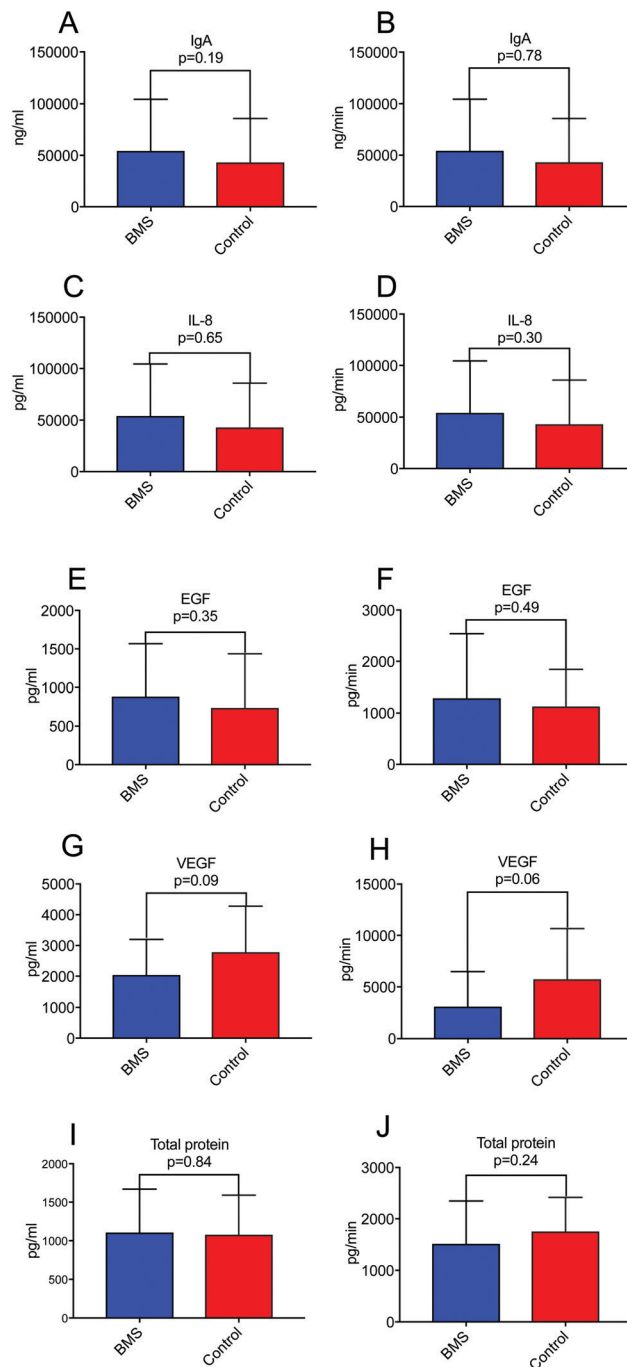 A
IgA
p=0.19
150000
100000
50000
0
ng/ml
BMS
Control
B
IgA
p=0.78
150000
100000
50000
0
ng/min
BMS
Control
C
IL-8
p=0.65
150000
100000
50000
0
pg/ml
BMS
Control
D
IL-8
p=0.30
150000
100000
50000
0
pg/min
BMS
Control
E
EGF
p=0.35
2000
1500
1000
500
0
pg/ml
BMS
Control
F
EGF
p=0.49
3000
2000
1000
0
pg/min
BMS
Control
G
VEGF
p=0.09
5000
4000
3000
2000
1000
0
pg/ml
BMS
Control
H
VEGF
p=0.06
15000
10000
5000
0
pg/min
BMS
Control
I
Total protein
p=0.84
2000
1500
1000
500
0
pg/ml
BMS
Control
J
Total protein
p=0.24
3000
2000
1000
0
pg/min
BMS
Control